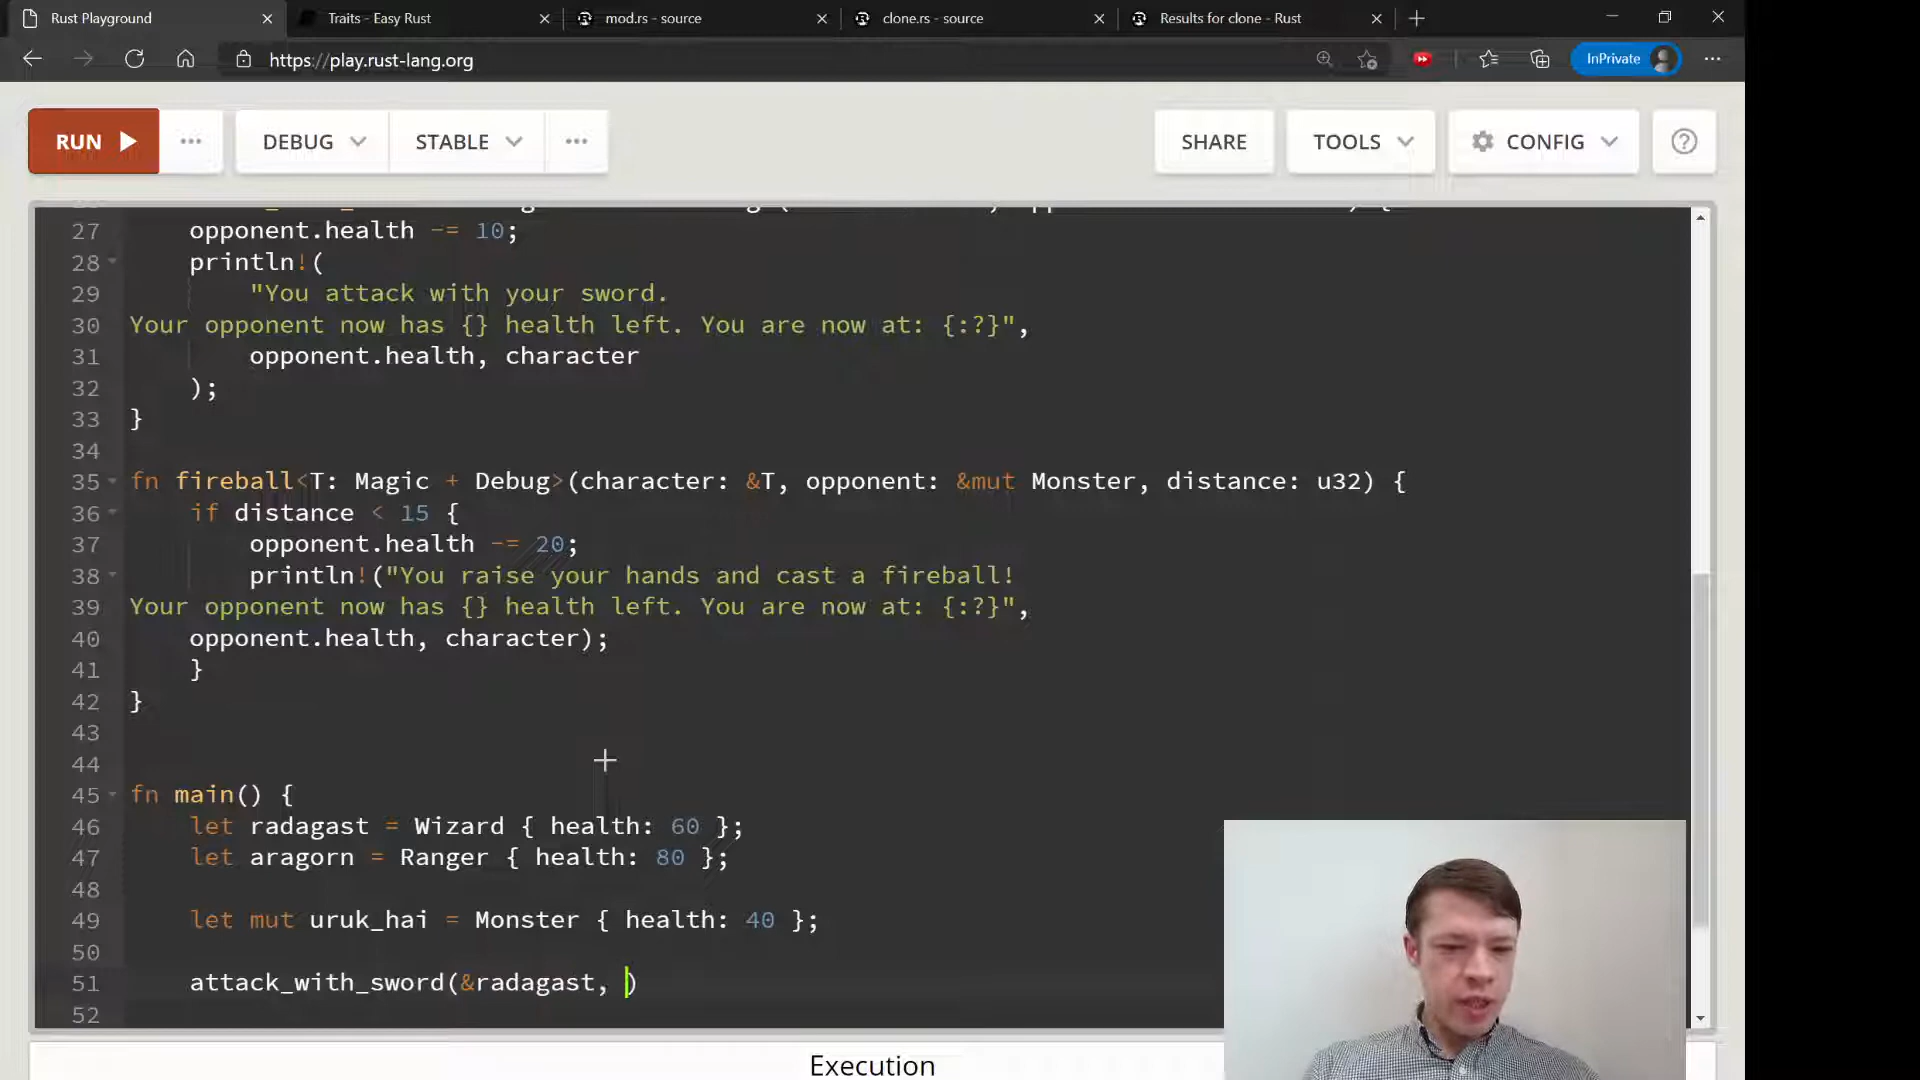 Rust Playground
Traits - Easy Rust
mod.rs - source
clone.rs - source
Results for clone - Rust
https://play.rust-lang.org
InPrivate
RUN
DEBUG
STABLE
SHARE
TOOLS
CONFIG
27 opponent.health -= 10;
28 println!(
29 "You attack with your sword.
30 Your opponent now has {} health left. You are now at: {:?}",
31 opponent.health, character
32 );
33 }
34
35 fn fireball<T: Magic + Debug>(character: &T, opponent: &mut Monster, distance: u32) {
36 if distance < 15 {
37 opponent.health -= 20;
38 println!("You raise your hands and cast a fireball!
39 Your opponent now has {} health left. You are now at: {:?}",
40 opponent.health, character);
41 }
42 }
43
44
45 fn main() {
46 let radagast = Wizard { health: 60 };
47 let aragorn = Ranger { health: 80 };
48
49 let mut uruk_hai = Monster { health: 40 };
50
51 attack_with_sword(&radagast, )
52
Execution